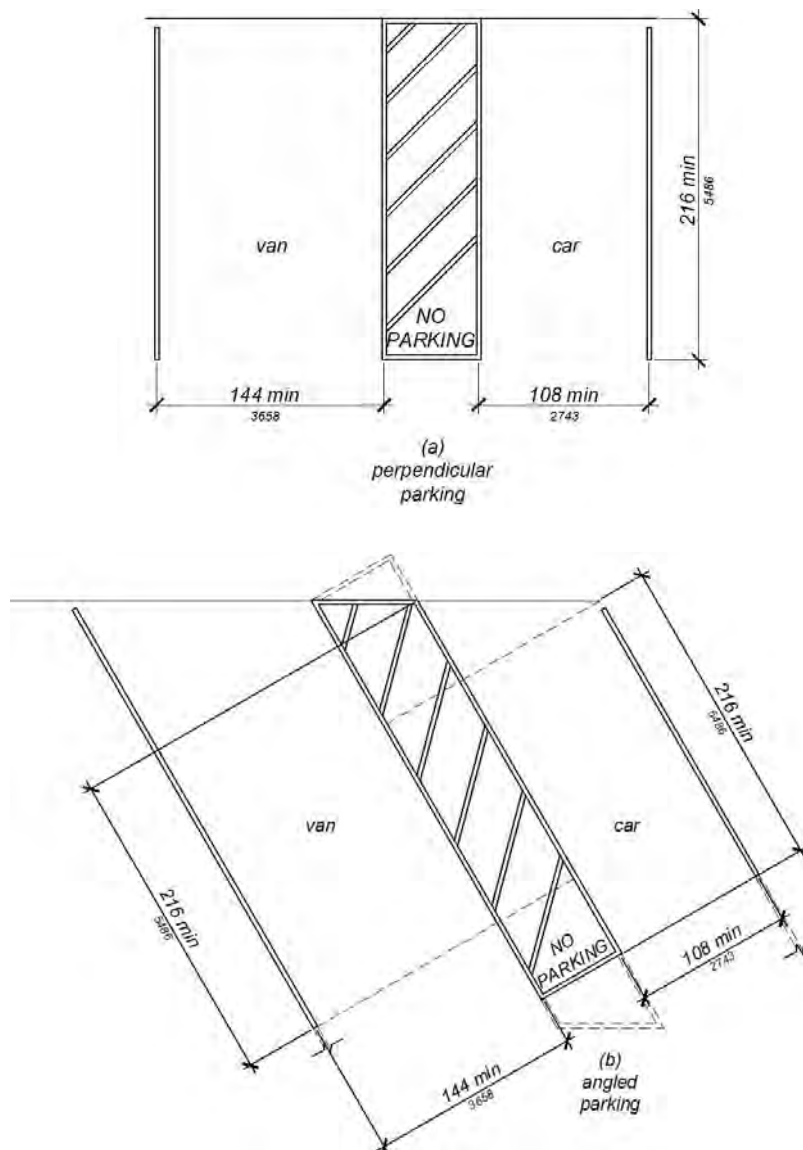 van
car
NO
PARKING
216 min
5486
144 min
3658
108 min
2743
(a)
perpendicular
parking
216 min
5486
van
car
216 min
5486
NO
PARKING
108 min
2743
144 min
3658
(b)
angled
parking